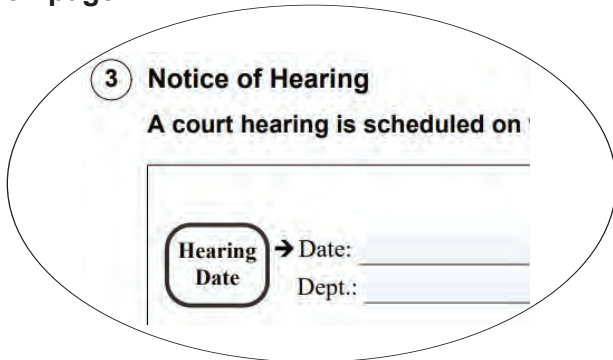 3 Notice of Hearing
A court hearing is scheduled on
Hearing Date
→ Date:
Dept.: